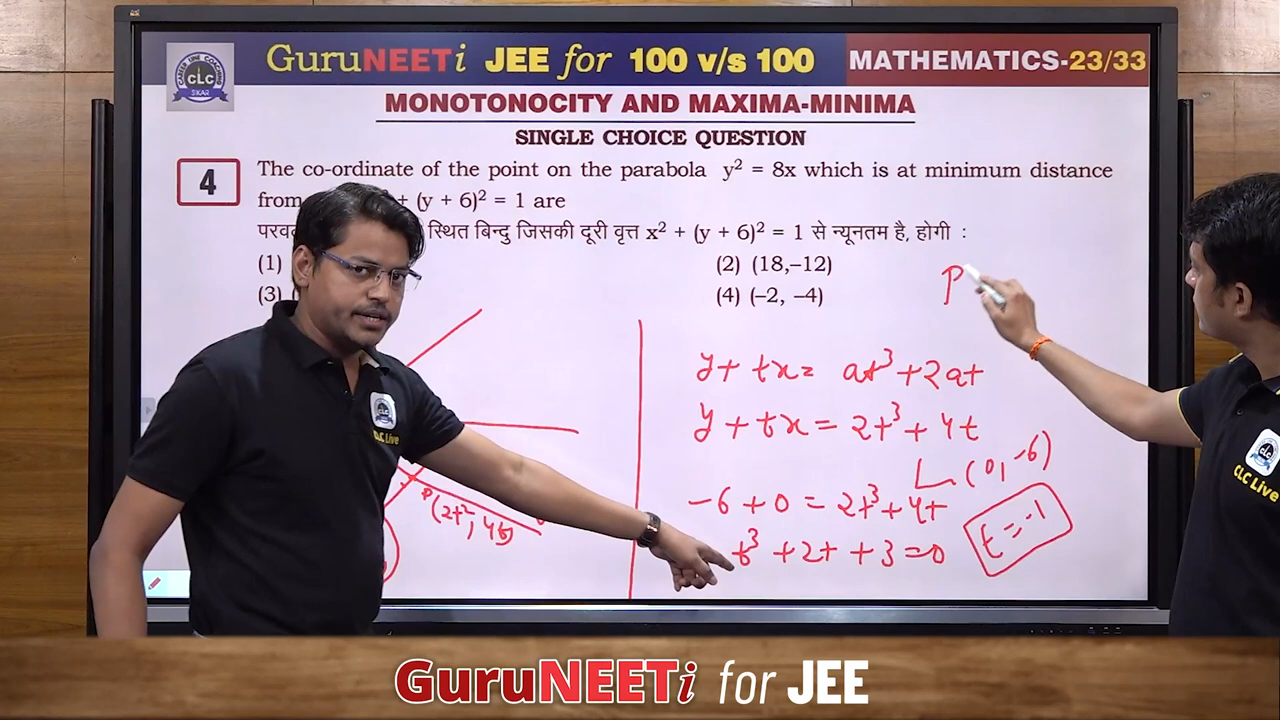 GuruNEETi JEE for 100 v/s 100 MATHEMATICS-23/33
CLC
SIKAR
MONOTONOCITY AND MAXIMA-MINIMA
SINGLE CHOICE QUESTION
4
The co-ordinate of the point on the parabola y² = 8x which is at minimum distance
from + (y + 6)² = 1 are
स्थित बिन्दु जिसकी दूरी वृत्त x² + (y + 6)² = 1 से न्यूनतम है, होगी :
(1) (2) (18,–12)
(3) (4) (–2, –4)
P
y + tx = at³ + 2at
y + tx = 2t³ + 4t
(0, -6)
-6 + 0 = 2t³ + 4t
t³ + 2t + 3 = 0
t = -1
P(2t², 4t)
CLC Live
CLC Live
GuruNEETi for JEE